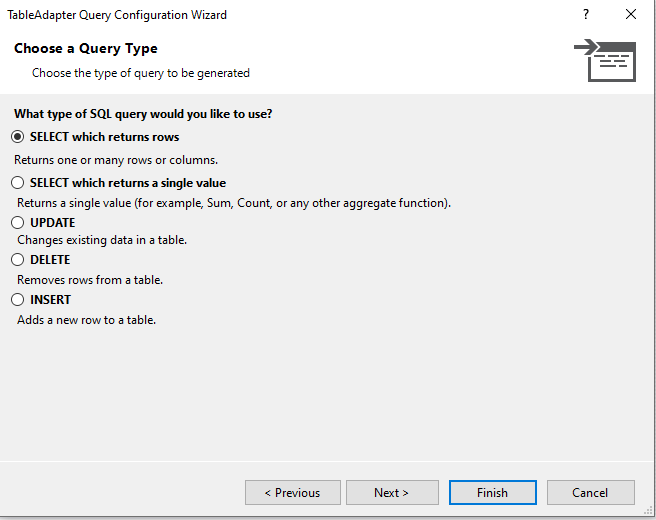 TableAdapter Query Configuration Wizard
?
Choose a Query Type
Choose the type of query to be generated
What type of SQL query would you like to use?
SELECT which returns rows
Returns one or many rows or columns.
SELECT which returns a single value
Returns a single value (for example, Sum, Count, or any other aggregate function).
UPDATE
Changes existing data in a table.
DELETE
Removes rows from a table.
INSERT
Adds a new row to a table.
< Previous
Next >
Finish
Cancel